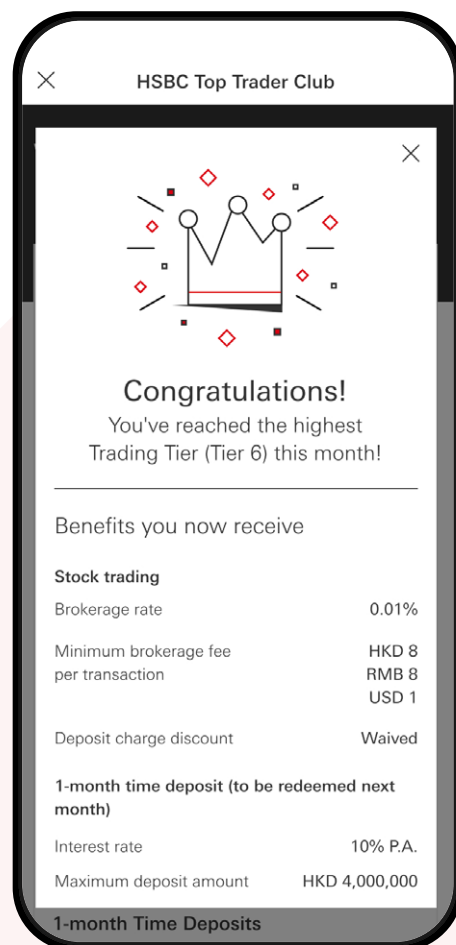 HSBC Top Trader Club
Congratulations!
You've reached the highest
Trading Tier (Tier 6) this month!
Benefits you now receive
Stock trading
Brokerage rate 0.01%
Minimum brokerage fee HKD 8
per transaction RMB 8
USD 1
Deposit charge discount Waived
1-month time deposit (to be redeemed next
month)
Interest rate 10% P.A.
Maximum deposit amount HKD 4,000,000
1-month Time Deposits